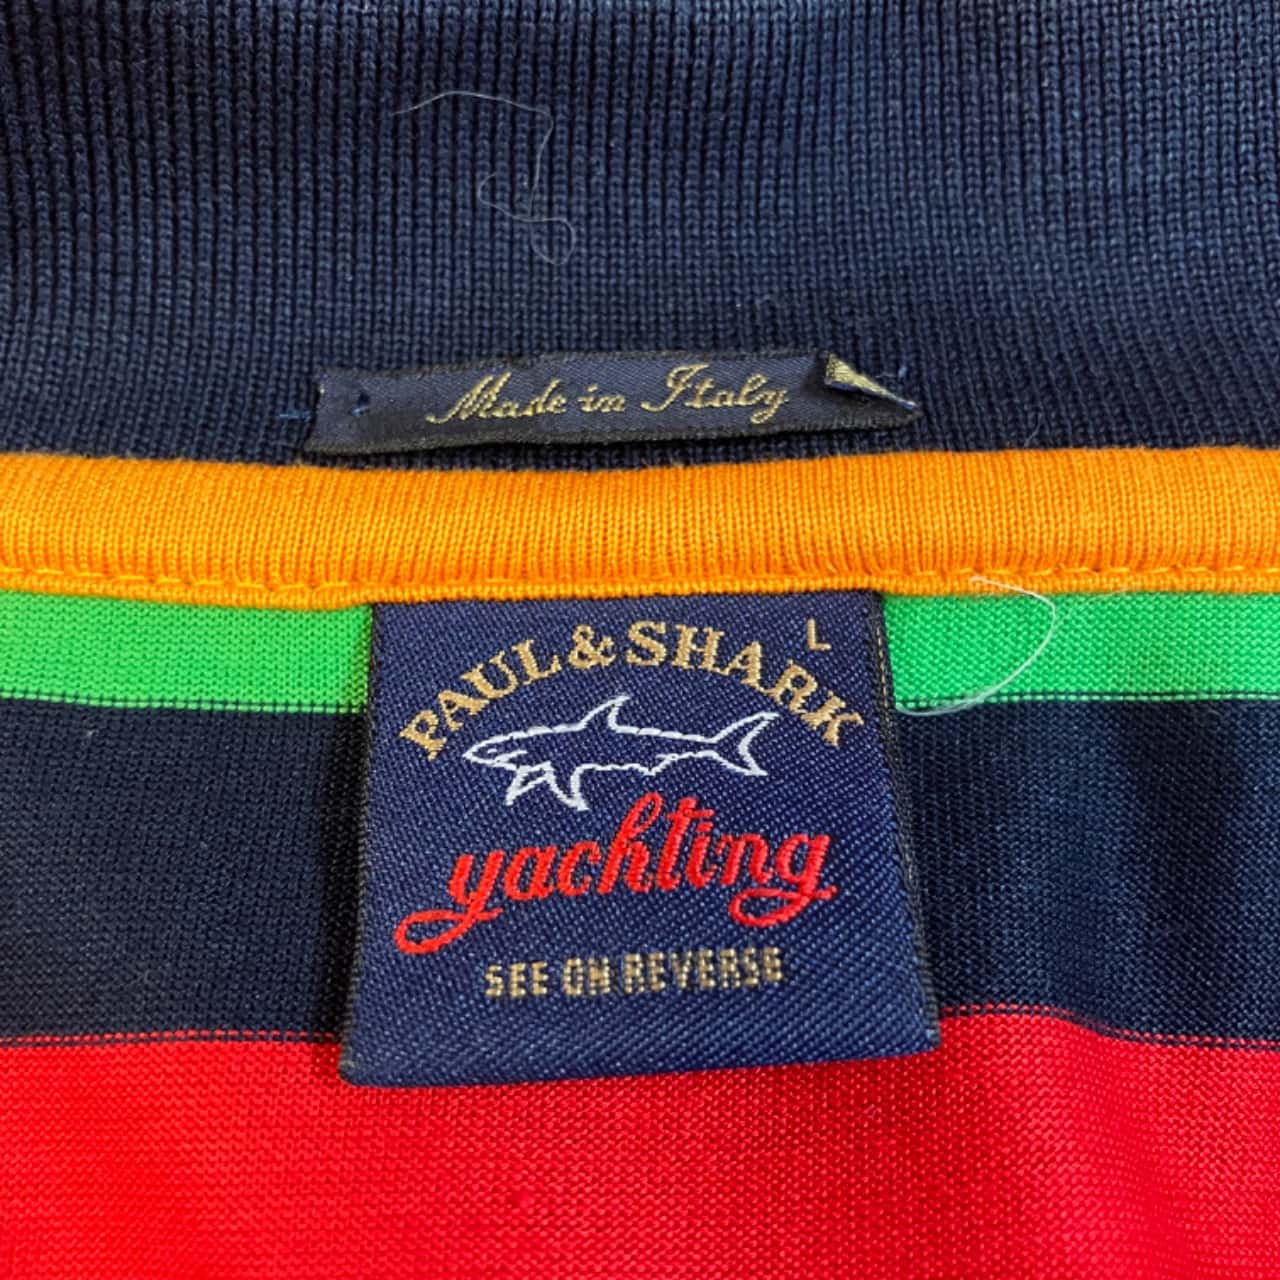 Made in Italy
L
PAUL & SHARK
yachting
SEE ON REVERSE